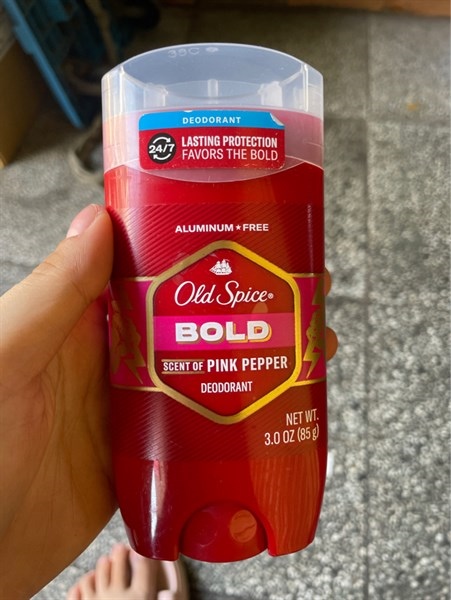 35C
DEODORANT
24/7
LASTING PROTECTION
FAVORS THE BOLD
ALUMINUM★FREE
Old Spice®
BOLD
SCENT OF PINK PEPPER
DEODORANT
NET WT.
3.0 OZ (85 g)